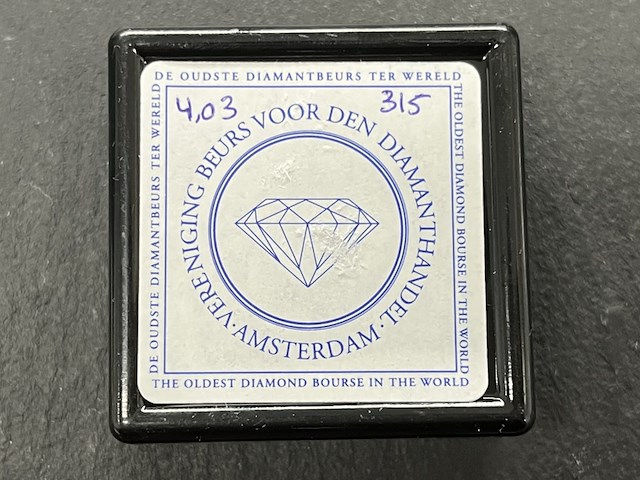 DE OUDSTE DIAMANTBEURS TER WERELD
4,03 315
DE OUDSTE DIAMANTBEURS TER WERELD
VERENIGING BEURS VOOR DEN DIAMANTHANDEL
· AMSTERDAM ·
THE OLDEST DIAMOND BOURSE IN THE WORLD
THE OLDEST DIAMOND BOURSE IN THE WORLD